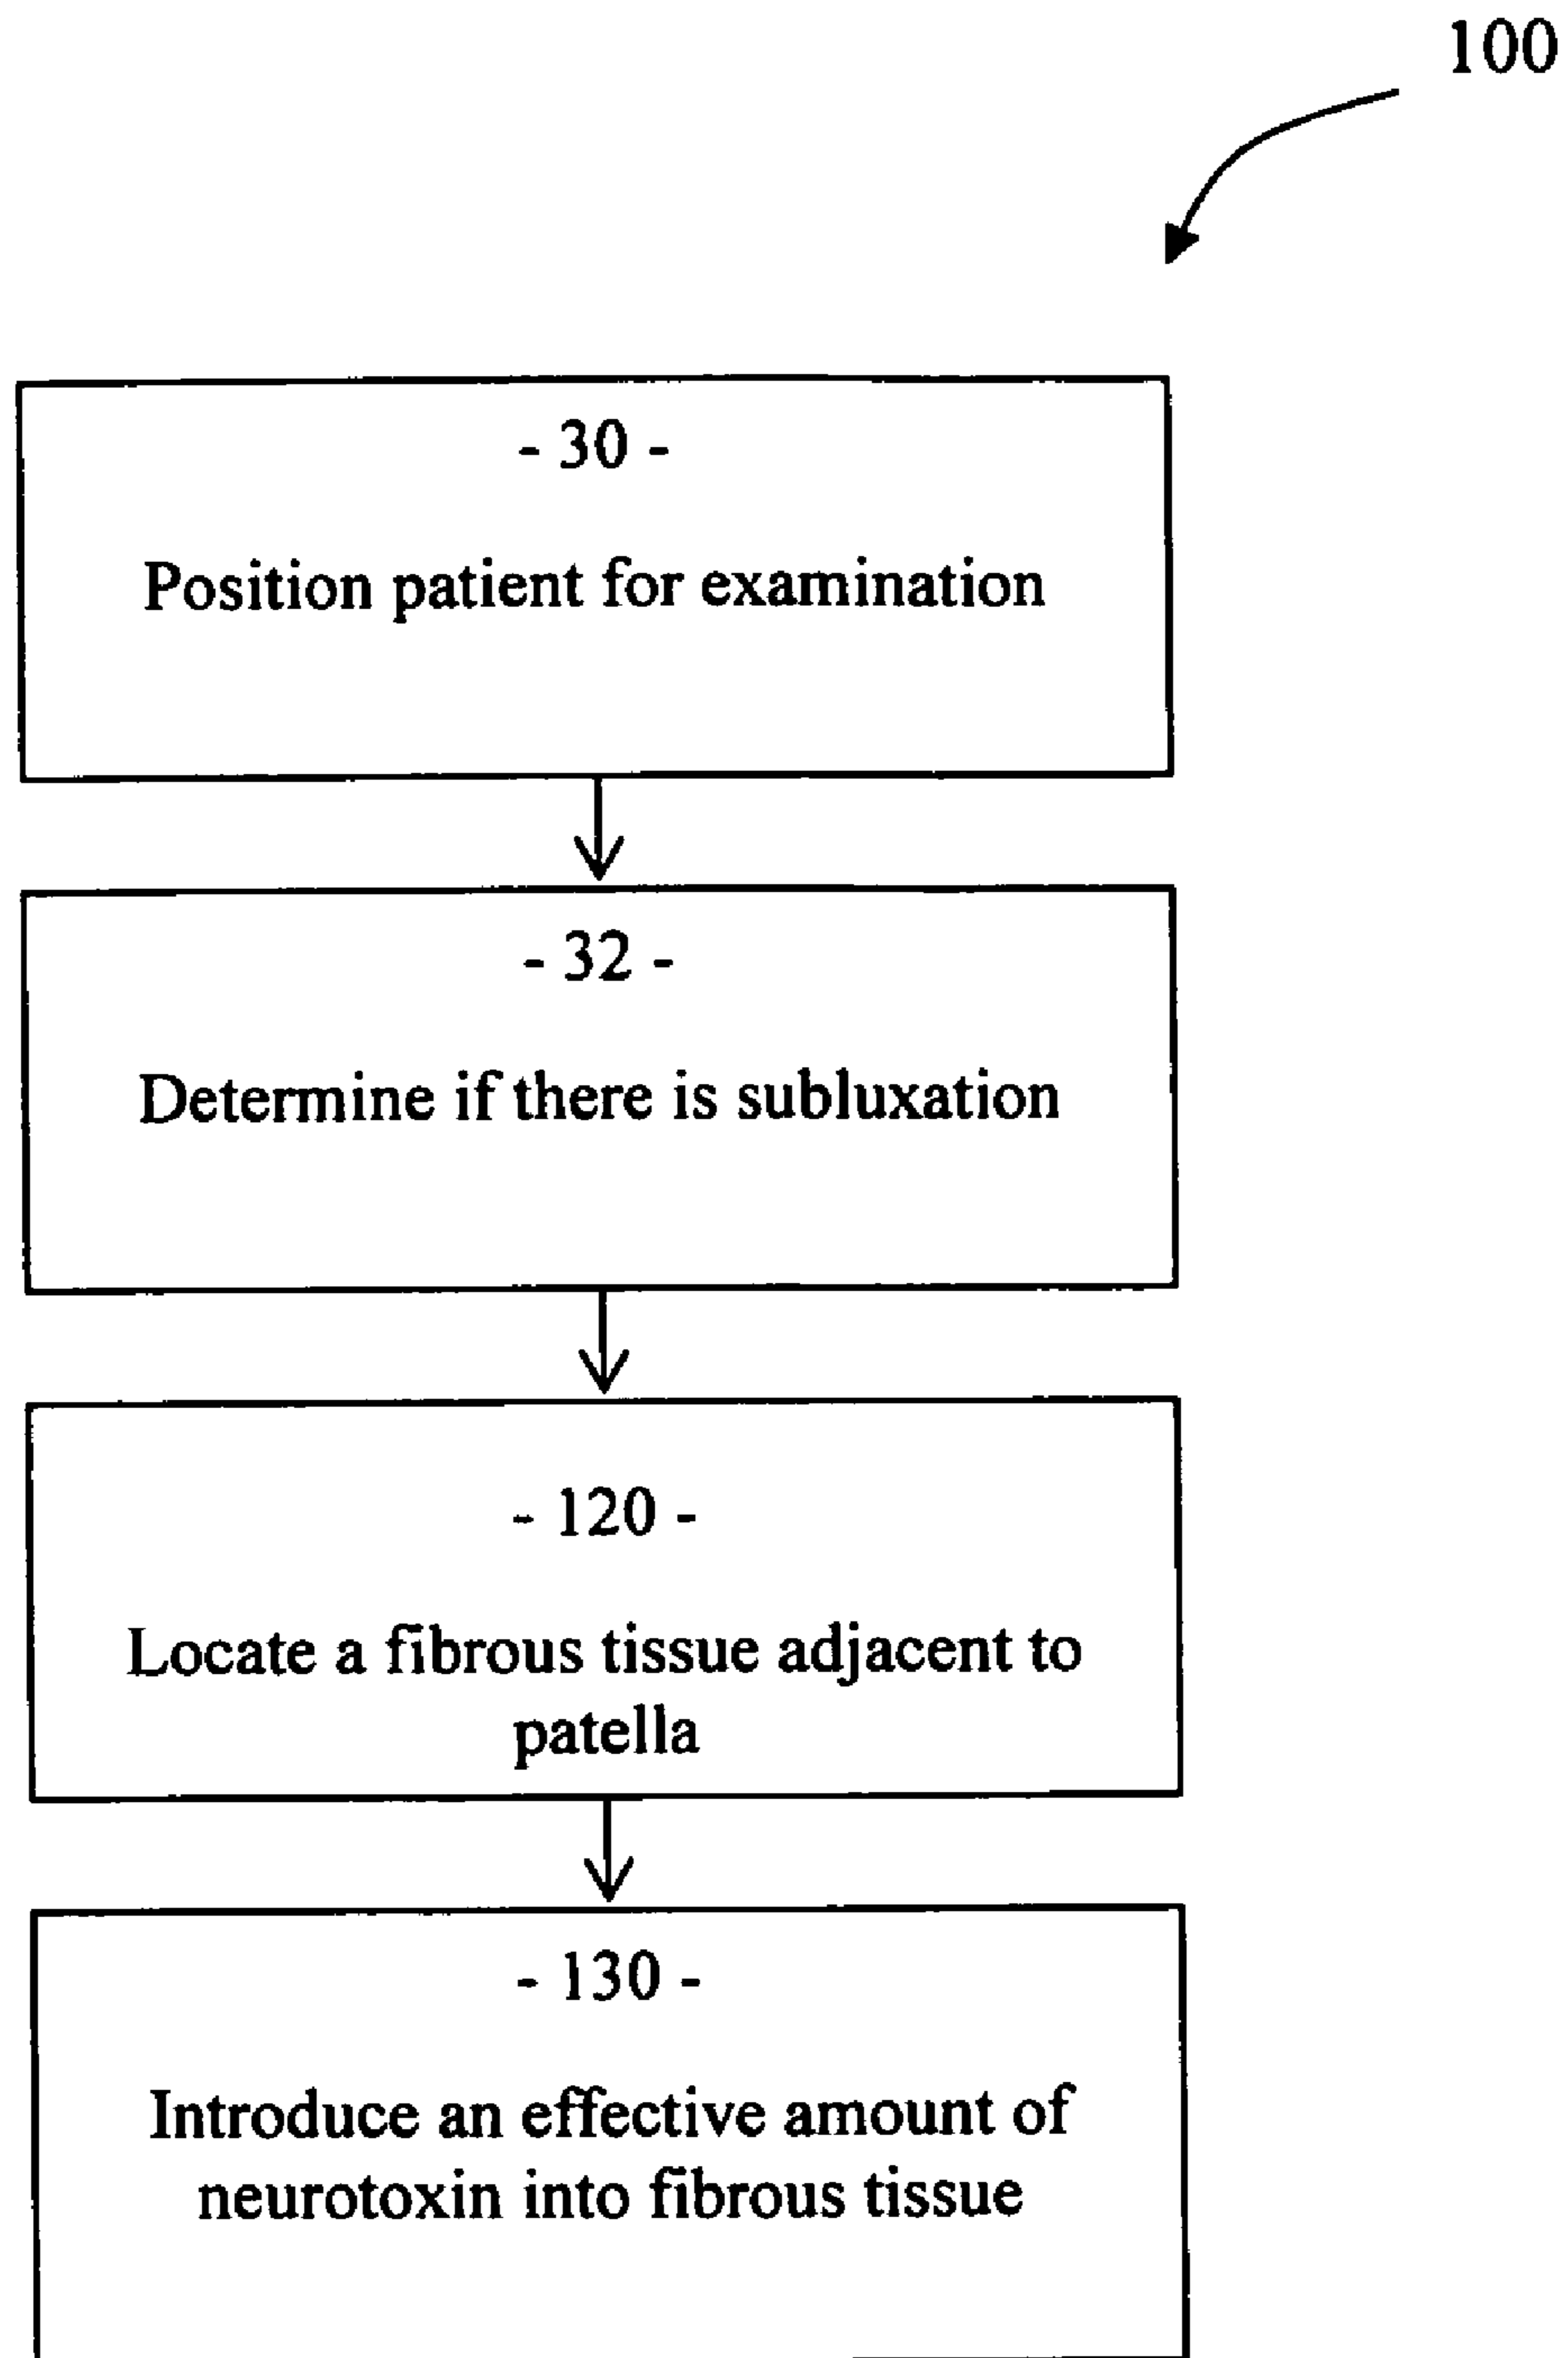 100
- 30 -
Position patient for examination
- 32 -
Determine if there is subluxation
- 120 -
Locate a fibrous tissue adjacent to
patella
- 130 -
Introduce an effective amount of
neurotoxin into fibrous tissue